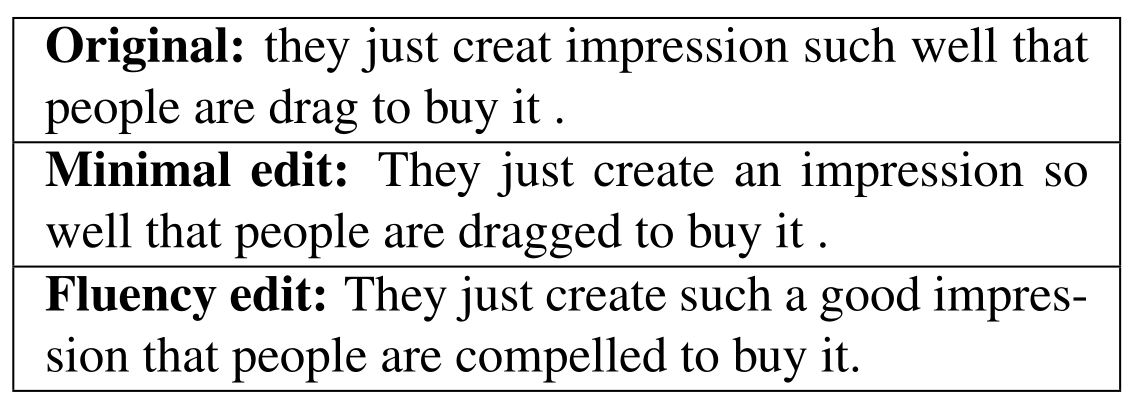 Original: they just creat impression such well that
people are drag to buy it .
Minimal edit: They just create an impression so
well that people are dragged to buy it .
Fluency edit: They just create such a good impres-
sion that people are compelled to buy it.